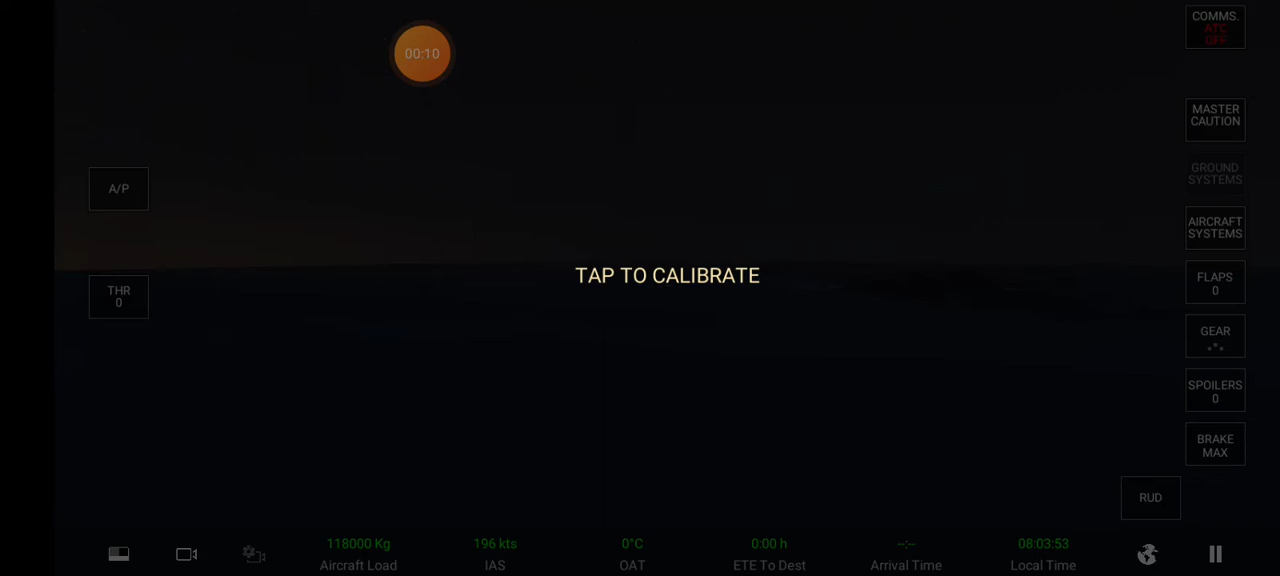 00:10
COMMS.
ATC
OFF
MASTER
CAUTION
GROUND
SYSTEMS
A/P
AIRCRAFT
SYSTEMS
TAP TO CALIBRATE
FLAPS
0
THR
0
GEAR
SPOILERS
0
BRAKE
MAX
RUD
118000 Kg
Aircraft Load
196 kts
IAS
0°C
OAT
0:00 h
ETE To Dest
--:--
Arrival Time
08:03:53
Local Time